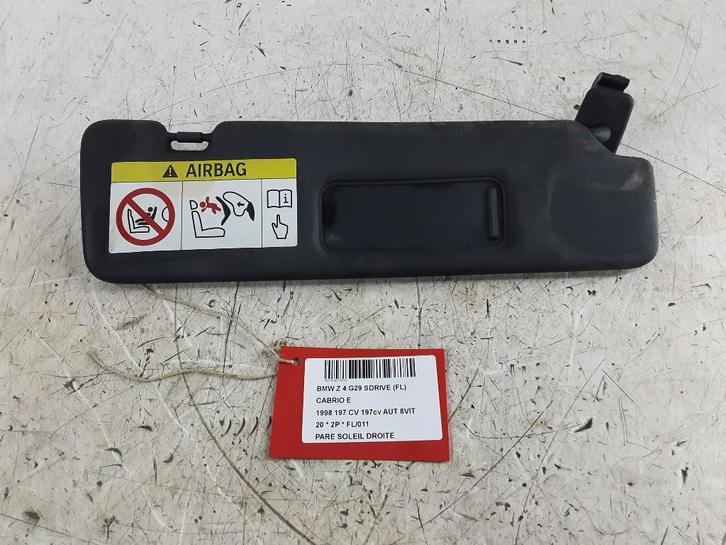 AIRBAG
BMW Z 4 G29 SDRIVE (FL)
CABRIO E
1998 197 CV 197cv AUT 8VIT
20 * 2P * FL/011
PARE SOLEIL DROITE